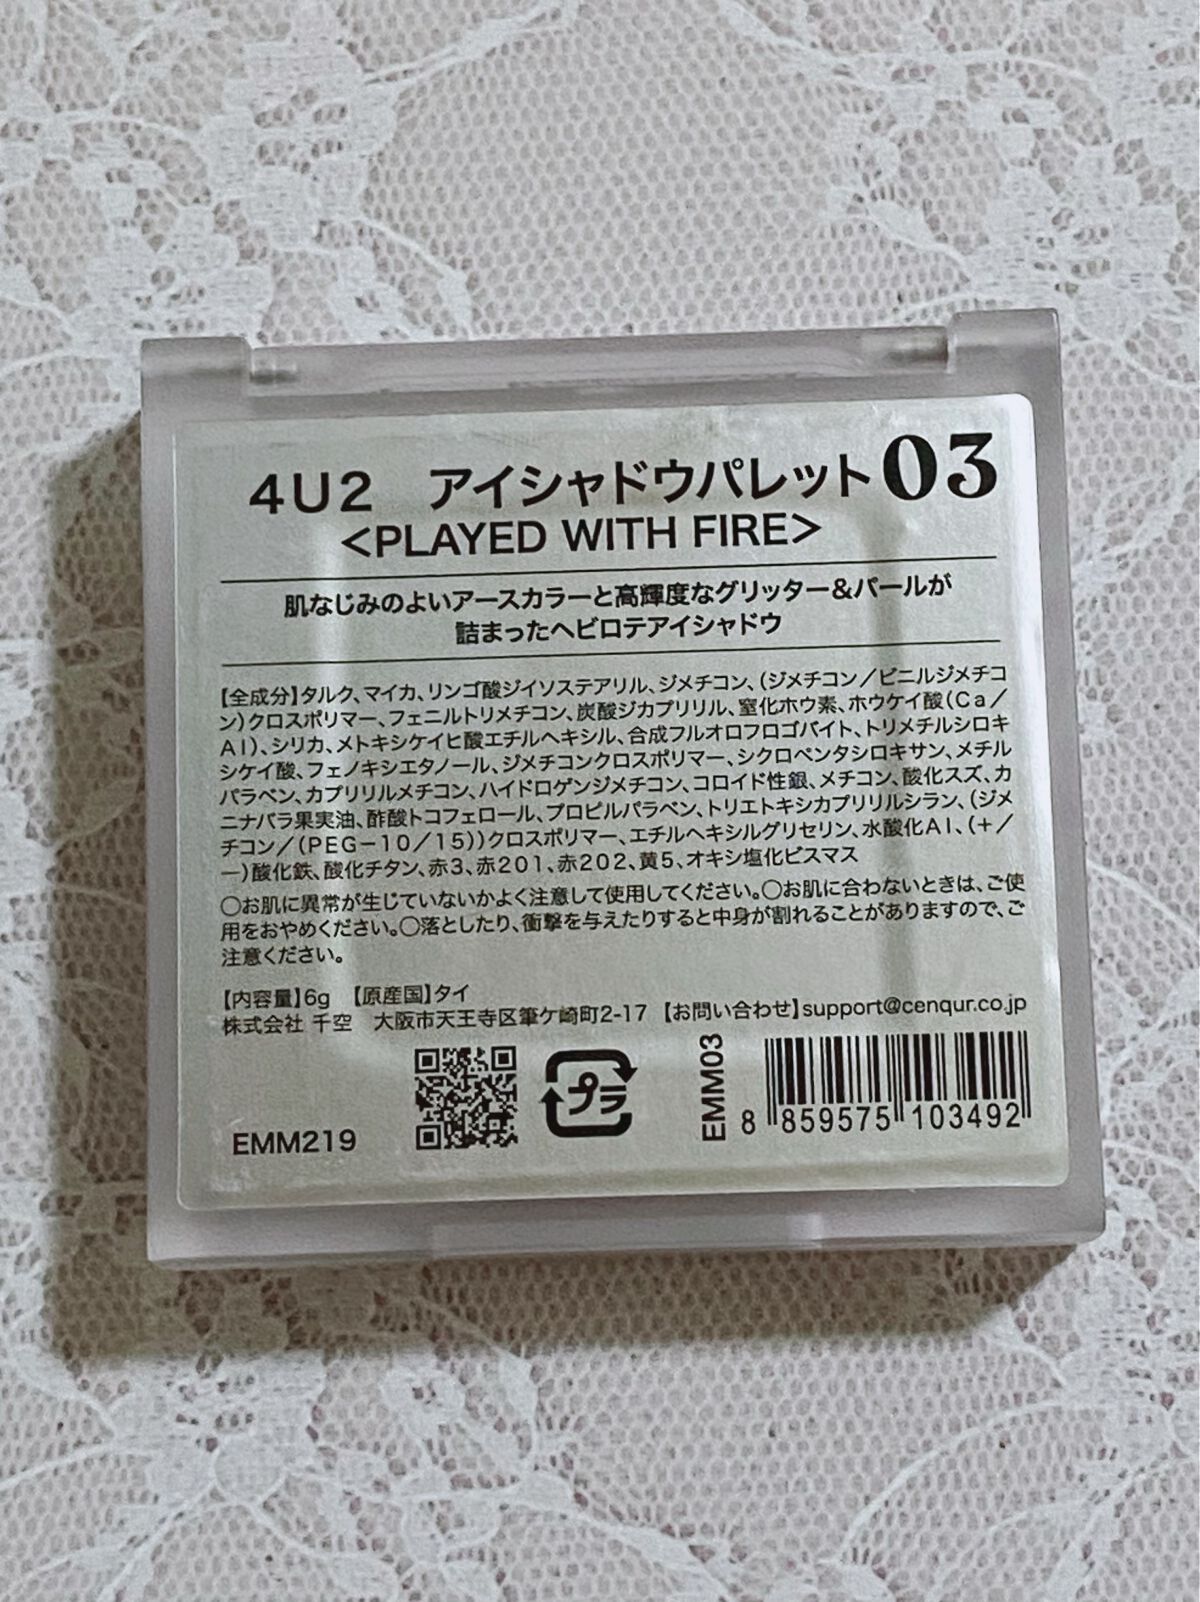 4U2　アイシャドウパレット03
<PLAYED WITH FIRE>
肌なじみのよいアースカラーと高輝度なグリッター&パールが
詰まったヘビロテアイシャドウ
【全成分】タルク、マイカ、リンゴ酸ジイソステアリル、ジメチコン、(ジメチコン/ビニルジメチコ
ン)クロスポリマー、フェニルトリメチコン、炭酸ジカプリリル、窒化ホウ素、ホウケイ酸(Ca/
Al)、シリカ、メトキシケイヒ酸エチルヘキシル、合成フルオロフロゴパイト、トリメチルシロキ
シケイ酸、フェノキシエタノール、ジメチコンクロスポリマー、シクロペンタシロキサン、メチル
パラベン、カプリリルメチコン、ハイドロゲンジメチコン、コロイド性銀、メチコン、酸化スズ、カ
ニナバラ果実油、酢酸トコフェロール、プロピルパラベン、トリエトキシカプリリルシラン、(ジメ
チコン/(PEG-10/15))クロスポリマー、エチルヘキシルグリセリン、水酸化Al、(+/
-)酸化鉄、酸化チタン、赤3、赤201、赤202、黄5、オキシ塩化ビスマス
○お肌に異常が生じていないかよく注意して使用してください。○お肌に合わないときは、ご使
用をおやめください。○落としたり、衝撃を与えたりすると中身が割れることがありますので、ご
注意ください。
【内容量】6g　【原産国】タイ
株式会社 千空　大阪市天王寺区筆ケ崎町2-17　【お問い合わせ】support@cenqur.co.jp
EMM219
プラ
EMM03
8 859575 103492